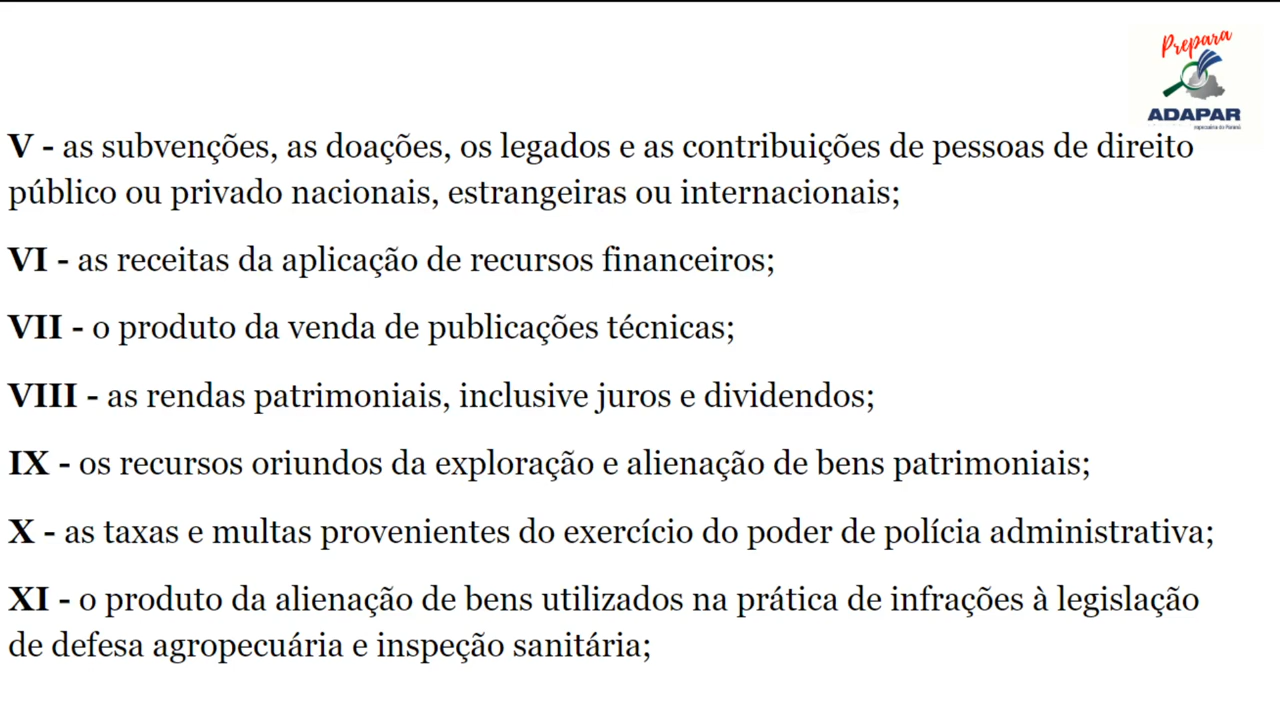 Prepara
ADAPAR
V - as subvenções, as doações, os legados e as contribuições de pessoas de direito
público ou privado nacionais, estrangeiras ou internacionais;
VI - as receitas da aplicação de recursos financeiros;
VII - o produto da venda de publicações técnicas;
VIII - as rendas patrimoniais, inclusive juros e dividendos;
IX - os recursos oriundos da exploração e alienação de bens patrimoniais;
X - as taxas e multas provenientes do exercício do poder de polícia administrativa;
XI - o produto da alienação de bens utilizados na prática de infrações à legislação
de defesa agropecuária e inspeção sanitária;